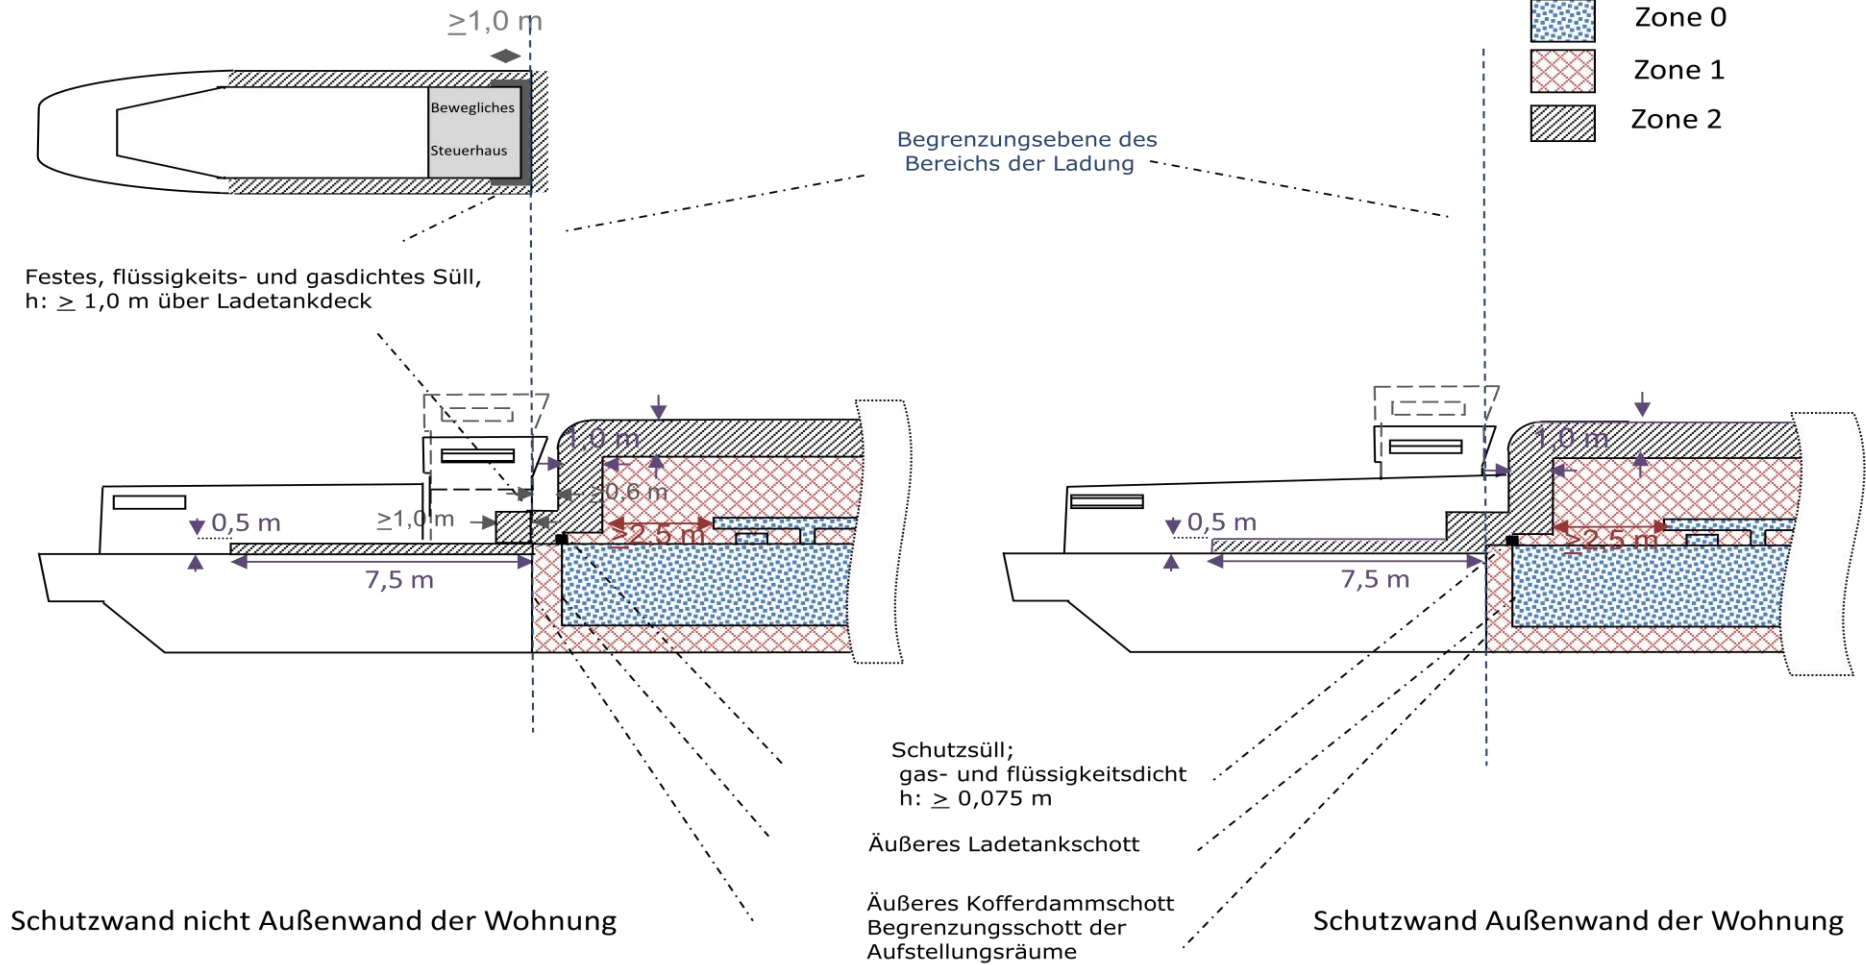 ≥1,0 m
Zone 0
Zone 1
Zone 2
Bewegliches
Steuerhaus
Begrenzungsebene des
Bereichs der Ladung
Festes, flüssigkeits- und gasdichtes Süll,
h: ≥ 1,0 m über Ladetankdeck
1,0 m
≥0,6 m
≥1,0 m
0,5 m
≥2,5 m
7,5 m
1,0 m
0,5 m
≥2,5 m
7,5 m
Schutzsüll;
gas- und flüssigkeitsdicht
h: ≥ 0,075 m
Äußeres Ladetankschott
Äußeres Kofferdammschott
Begrenzungsschott der
Aufstellungsräume
Schutzwand nicht Außenwand der Wohnung
Schutzwand Außenwand der Wohnung